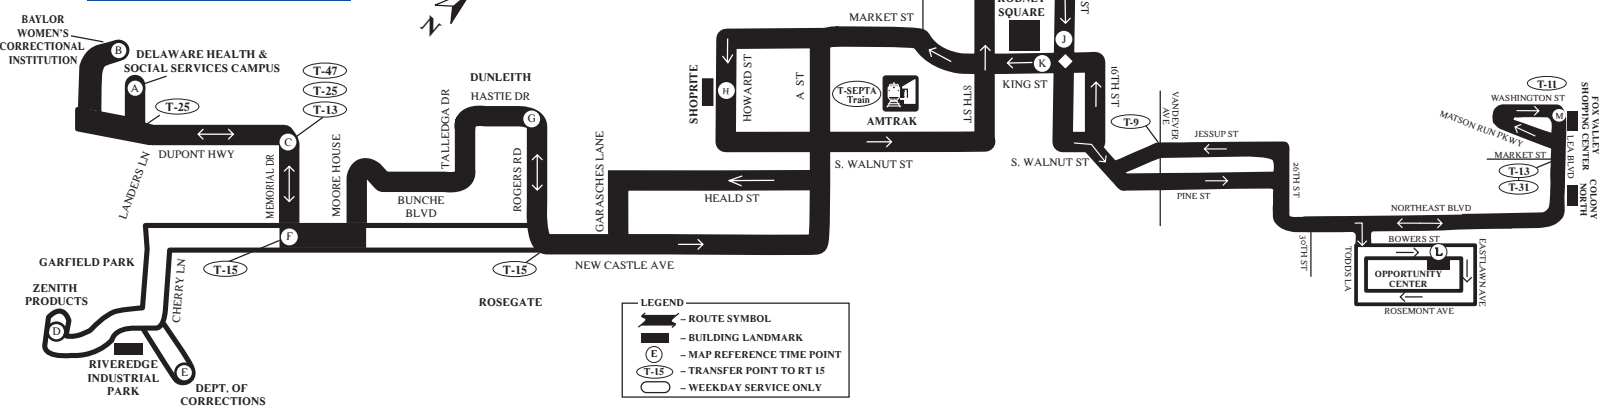 BAYLOR
WOMEN'S
CORRECTIONAL
INSTITUTION
B
DELAWARE HEALTH &
SOCIAL SERVICES CAMPUS
A
T-25
T-47
T-25
T-13
C
DUPONT HWY
LANDERS LN
MEMORIAL DR
MOORE HOUSE
F
T-15
GARFIELD PARK
CHERRY LN
ZENITH
PRODUCTS
D
RIVEREDGE
INDUSTRIAL
PARK
E
DEPT. OF
CORRECTIONS
N
DUNLEITH
HASTIE DR
TALLEDGA DR
G
BUNCHE
BLVD
ROGERS RD
T-15
ROSEGATE
GARASCHES LANE
NEW CASTLE AVE
HEALD ST
MARKET ST
SHOPRITE
H
HOWARD ST
A ST
T-SEPTA
Train
AMTRAK
8TH ST
S. WALNUT ST
RODNEY
SQUARE
ST
J
K
KING ST
16TH ST
S. WALNUT ST
T-9
VANDEVER
AVE
JESSUP ST
PINE ST
26TH ST
30TH ST
NORTHEAST BLVD
BOWERS ST
L
TODDS LA
OPPORTUNITY
CENTER
EASTLAWN AVE
ROSEMONT AVE
T-11
WASHINGTON ST
M
MATSON RUN PKWY
MARKET ST
T-13
T-31
LEA BLVD
FOX VALLEY
SHOPPING CENTER
COLONY
NORTH
LEGEND
– ROUTE SYMBOL
– BUILDING LANDMARK
E – MAP REFERENCE TIME POINT
T-15 – TRANSFER POINT TO RT 15
– WEEKDAY SERVICE ONLY